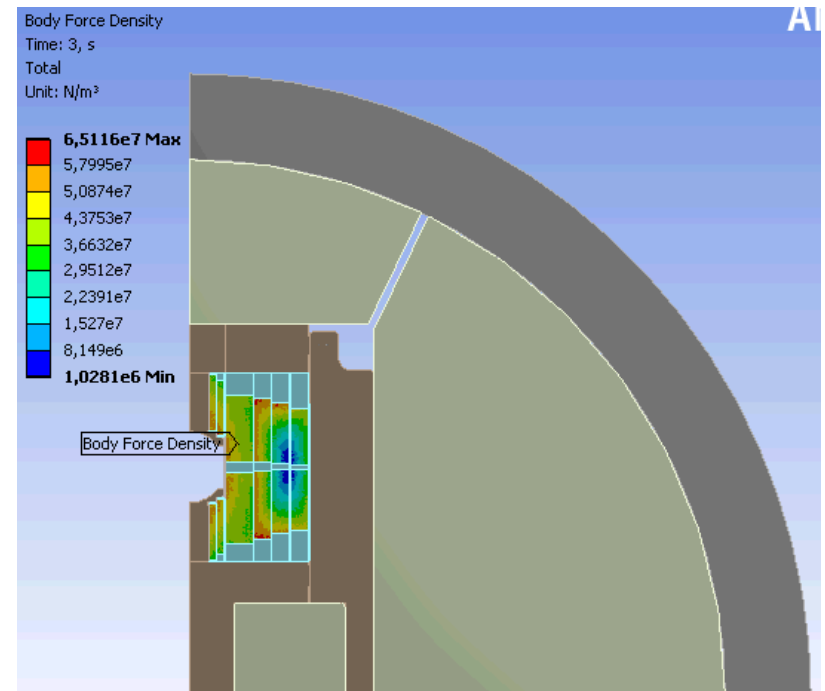 Body Force Density
Time: 3, s
Total
Unit: N/m³
6,5116e7 Max
5,7995e7
5,0874e7
4,3753e7
3,6632e7
2,9512e7
2,2391e7
1,527e7
8,149e6
1,0281e6 Min
Body Force Density